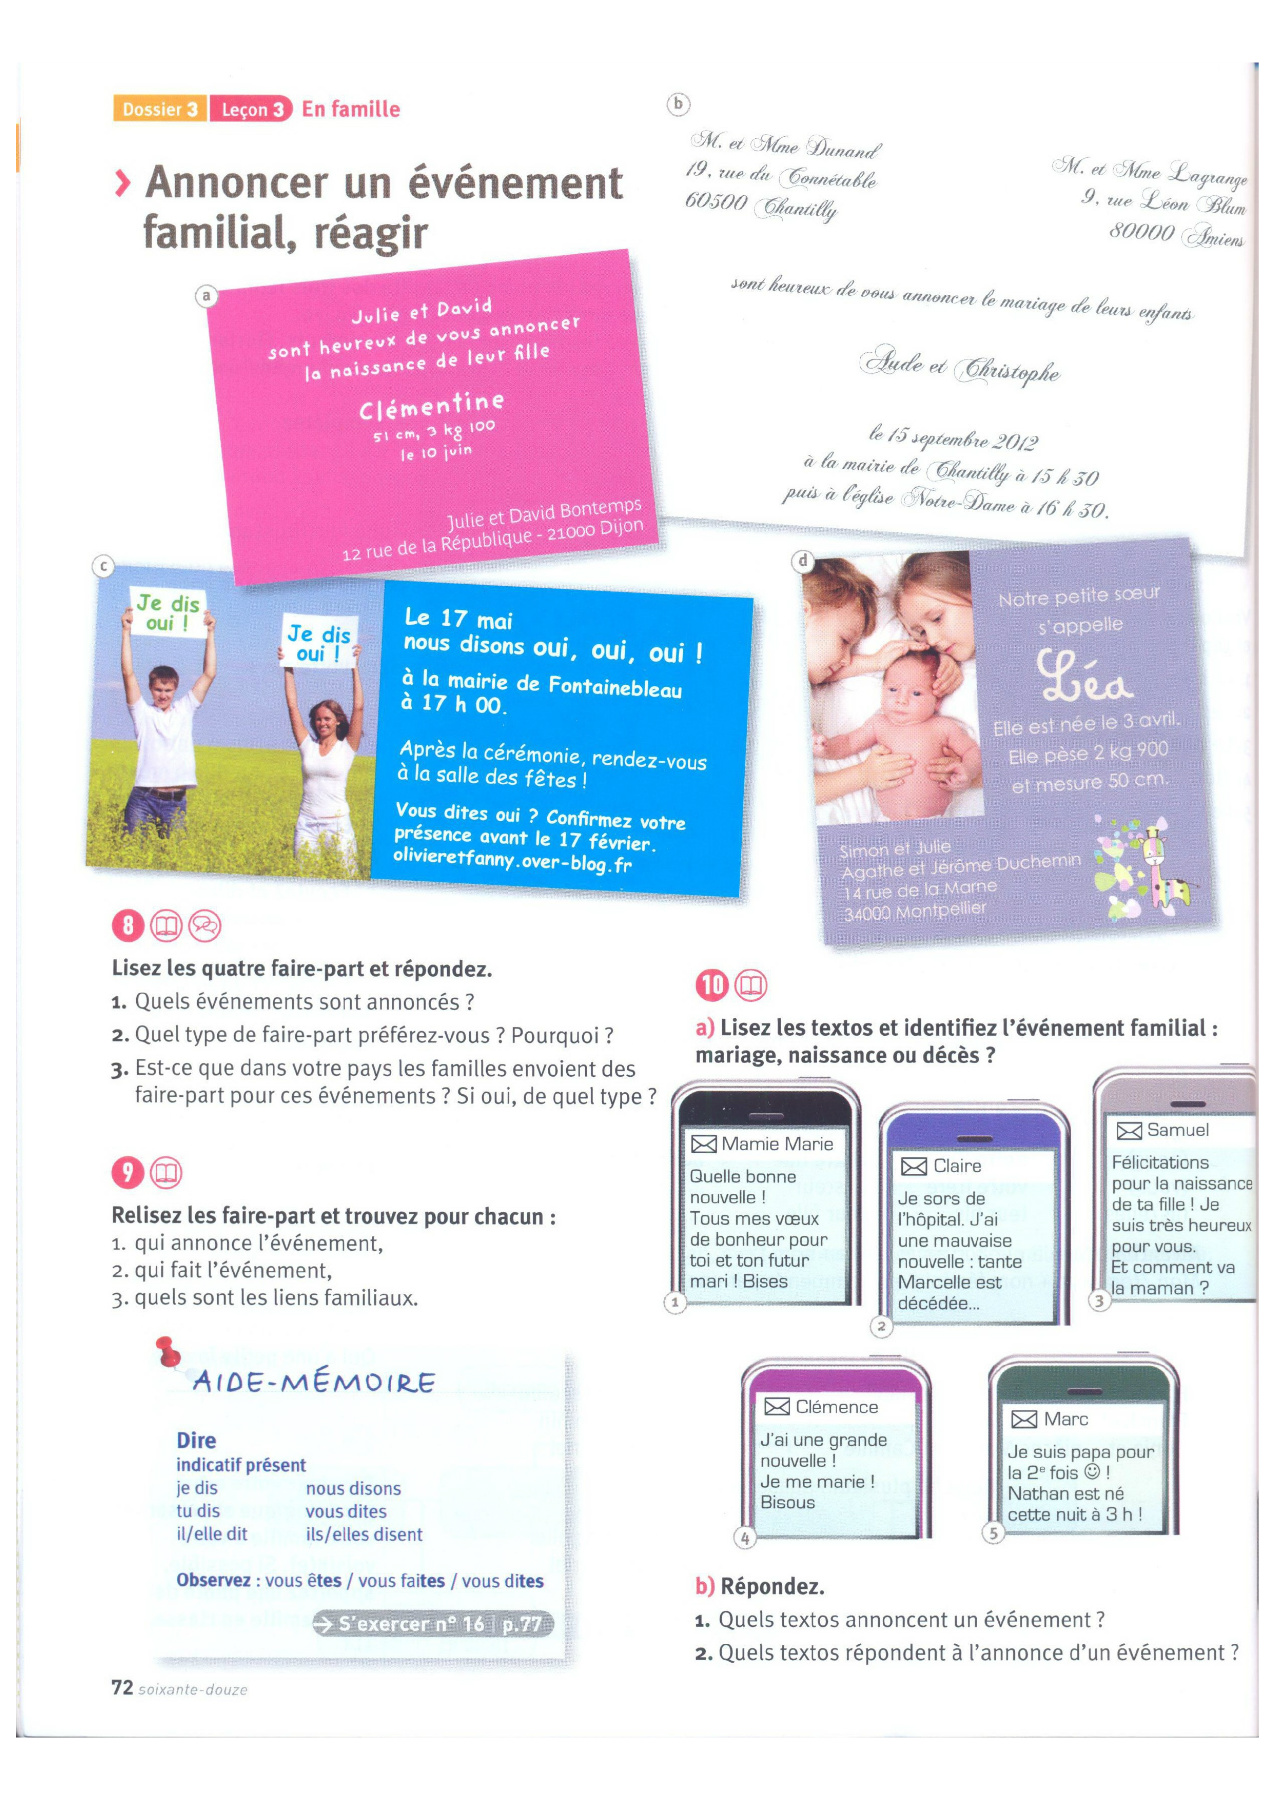 Dossier 3 Leçon 3 En famille
› Annoncer un événement
familial, réagir
a
Julie et David
sont heureux de vous annoncer
la naissance de leur fille
Clémentine
51 cm, 3 kg 100
le 10 juin
Julie et David Bontemps
12 rue de la République - 21000 Dijon
b
M. et Mme Dunand
19, rue du Connétable
60500 Chantilly
M. et Mme Lagrange
9, rue Léon Blum
80000 Amiens
sont heureux de vous annoncer le mariage de leurs enfants
Aude et Christophe
le 15 septembre 2012
à la mairie de Chantilly à 15 h 30
puis à l'église Notre-Dame à 16 h 30.
c
Je dis
oui !
Je dis
oui !
Le 17 mai
nous disons oui, oui, oui !
à la mairie de Fontainebleau
à 17 h 00.
Après la cérémonie, rendez-vous
à la salle des fêtes !
Vous dites oui ? Confirmez votre
présence avant le 17 février.
olivieretfanny.over-blog.fr
d
Notre petite sœur
s'appelle
Léa
Elle est née le 3 avril.
Elle pèse 2 kg 900
et mesure 50 cm.
Simon et Julie
Agathe et Jérôme Duchemin
14 rue de la Marne
34000 Montpellier
8
Lisez les quatre faire-part et répondez.
1. Quels événements sont annoncés ?
2. Quel type de faire-part préférez-vous ? Pourquoi ?
3. Est-ce que dans votre pays les familles envoient des
faire-part pour ces événements ? Si oui, de quel type ?
9
Relisez les faire-part et trouvez pour chacun :
1. qui annonce l'événement,
2. qui fait l'événement,
3. quels sont les liens familiaux.
AIDE-MÉMOIRE
Dire
indicatif présent
je dis nous disons
tu dis vous dites
il/elle dit ils/elles disent
Observez : vous êtes / vous faites / vous dites
→ S'exercer n° 16 | p.77
10
a) Lisez les textos et identifiez l'événement familial :
mariage, naissance ou décès ?
Mamie Marie
Quelle bonne
nouvelle !
Tous mes vœux
de bonheur pour
toi et ton futur
mari ! Bises
1
Claire
Je sors de
l'hôpital. J'ai
une mauvaise
nouvelle : tante
Marcelle est
décédée...
2
Samuel
Félicitations
pour la naissance
de ta fille ! Je
suis très heureux
pour vous.
Et comment va
la maman ?
3
Clémence
J'ai une grande
nouvelle !
Je me marie !
Bisous
4
Marc
Je suis papa pour
la 2e fois ☺ !
Nathan est né
cette nuit à 3 h !
5
b) Répondez.
1. Quels textos annoncent un événement ?
2. Quels textos répondent à l'annonce d'un événement ?
72 soixante-douze